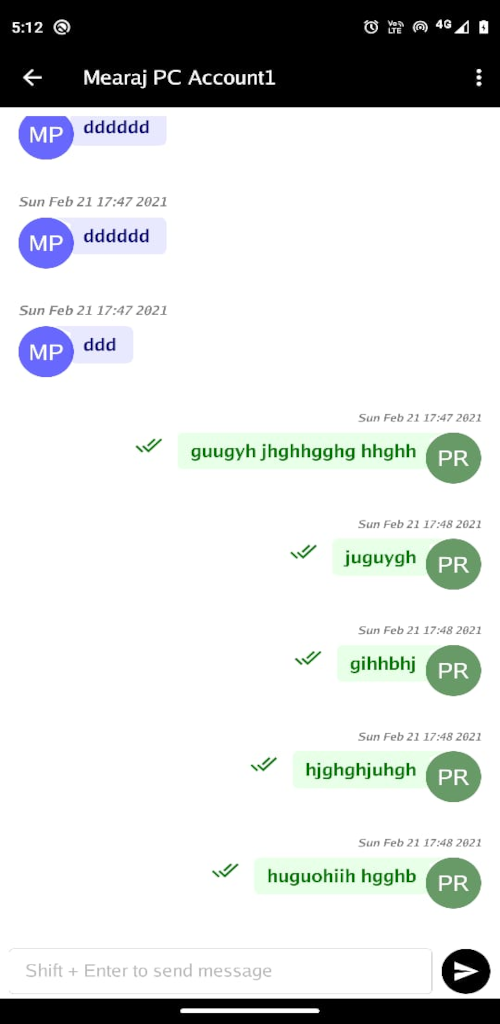 5:12
VoLTE 4G
Mearaj PC Account1
MP dddddd
Sun Feb 21 17:47 2021
MP dddddd
Sun Feb 21 17:47 2021
MP ddd
Sun Feb 21 17:47 2021
guugyh jhghhgghg hhghh PR
Sun Feb 21 17:48 2021
juguygh PR
Sun Feb 21 17:48 2021
gihhbhj PR
Sun Feb 21 17:48 2021
hjghghjuhgh PR
Sun Feb 21 17:48 2021
huguohiih hgghb PR
Shift + Enter to send message